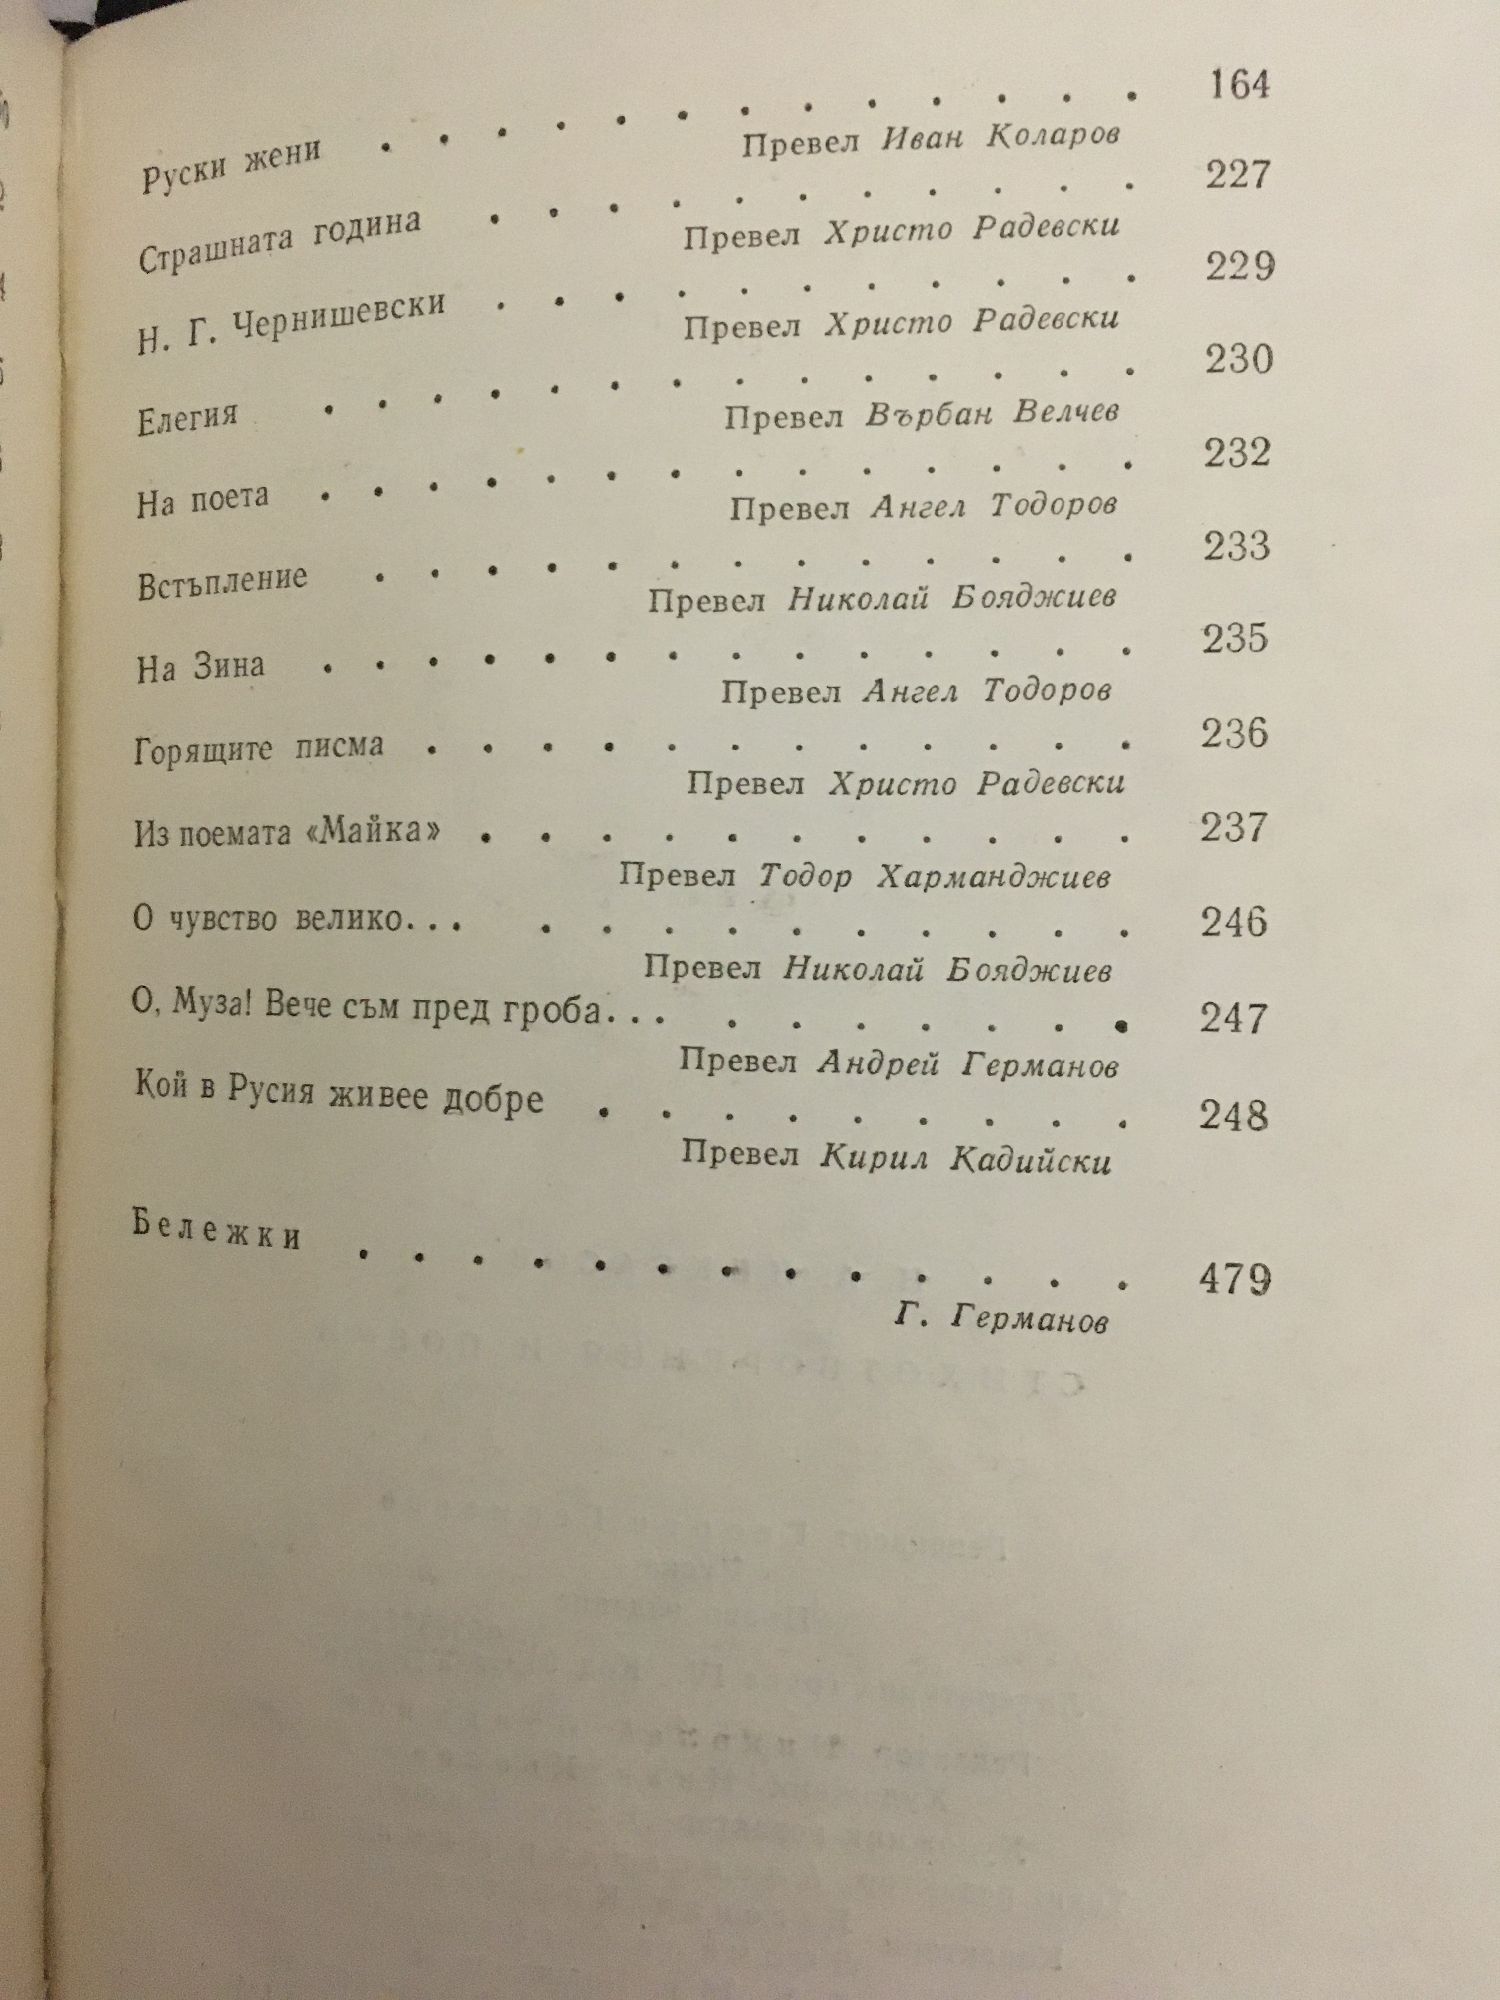 Руски жени . . . . . . . . . . . . . 164
Превел Иван Коларов
Страшната година . . . . . . . . . . . 227
Превел Христо Радевски
Н. Г. Чернишевски . . . . . . . . . . . 229
Превел Христо Радевски
Елегия . . . . . . . . . . . . . . 230
Превел Върбан Велчев
На поета . . . . . . . . . . . . . . 232
Превел Ангел Тодоров
Встъпление . . . . . . . . . . . . . 233
Превел Николай Бояджиев
На Зина . . . . . . . . . . . . . . 235
Превел Ангел Тодоров
Горящите писма . . . . . . . . . . . . 236
Превел Христо Радевски
Из поемата «Майка» . . . . . . . . . . . 237
Превел Тодор Харманджиев
О чувство велико... . . . . . . . . . . 246
Превел Николай Бояджиев
О, Муза! Вече съм пред гроба... . . . . . . . 247
Превел Андрей Германов
Кой в Русия живее добре . . . . . . . . . 248
Превел Кирил Кадийски
Бележки . . . . . . . . . . . . . 479
Г. Германов